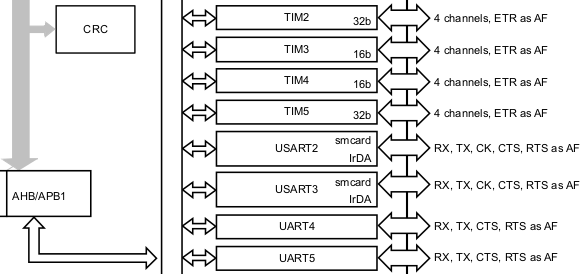 CRC
AHB/APB1
TIM2
32b
4 channels, ETR as AF
TIM3
16b
4 channels, ETR as AF
TIM4
16b
4 channels, ETR as AF
TIM5
32b
4 channels, ETR as AF
USART2
smcard
IrDA
RX, TX, CK, CTS, RTS as AF
USART3
smcard
IrDA
RX, TX, CK, CTS, RTS as AF
UART4
RX, TX, CTS, RTS as AF
UART5
RX, TX, CTS, RTS as AF